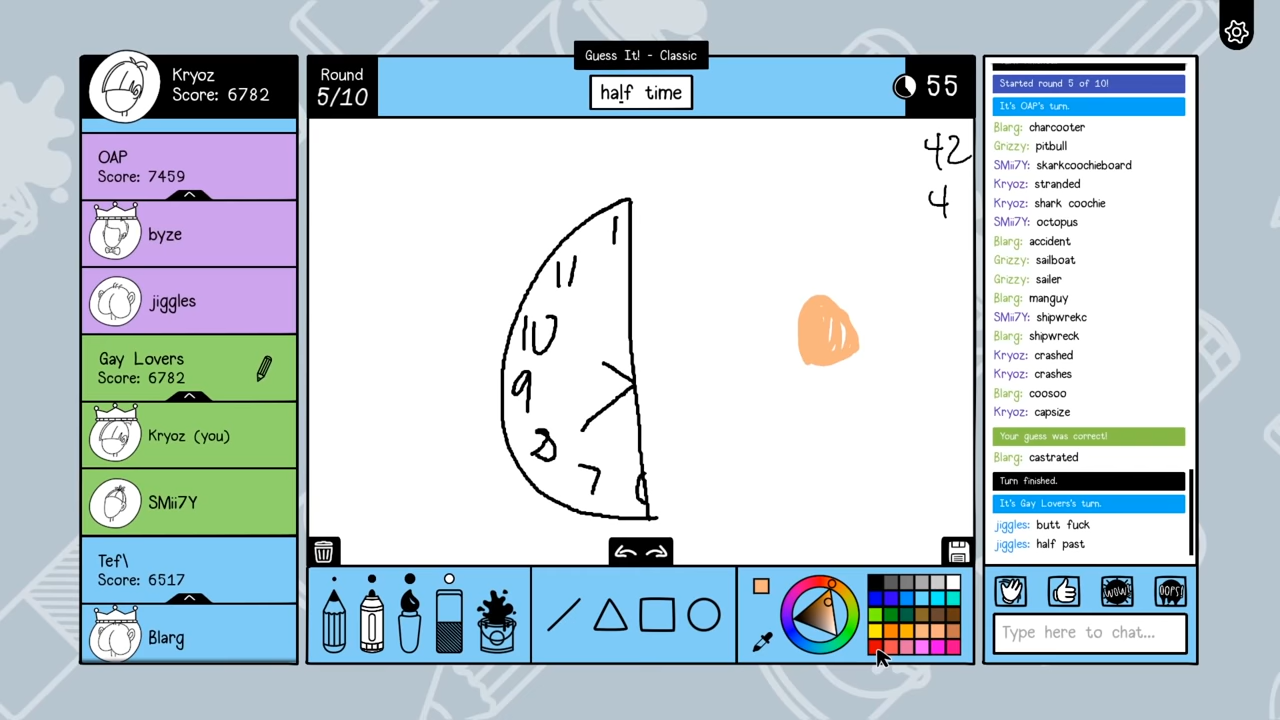 Guess It! - Classic
Kryoz
Score: 6782
Round
5/10
half time
55
OAP
Score: 7459
byze
jiggles
Gay Lovers
Score: 6782
Kryoz (you)
SMii7Y
Tef\
Score: 6517
Blarg
42
4
1
11
10
9
8
7
Started round 5 of 10!
It's OAP's turn.
Blarg: charcooter
Grizzy: pitbull
SMii7Y: skarkcoochieboard
Kryoz: stranded
Kryoz: shark coochie
SMii7Y: octopus
Blarg: accident
Grizzy: sailboat
Grizzy: sailer
Blarg: manguy
SMii7Y: shipwrekc
Blarg: shipwreck
Kryoz: crashed
Kryoz: crashes
Blarg: coosoo
Kryoz: capsize
Your guess was correct!
Blarg: castrated
Turn finished.
It's Gay Lovers's turn.
jiggles: butt fuck
jiggles: half past
WOW!
OOPS!
Type here to chat...